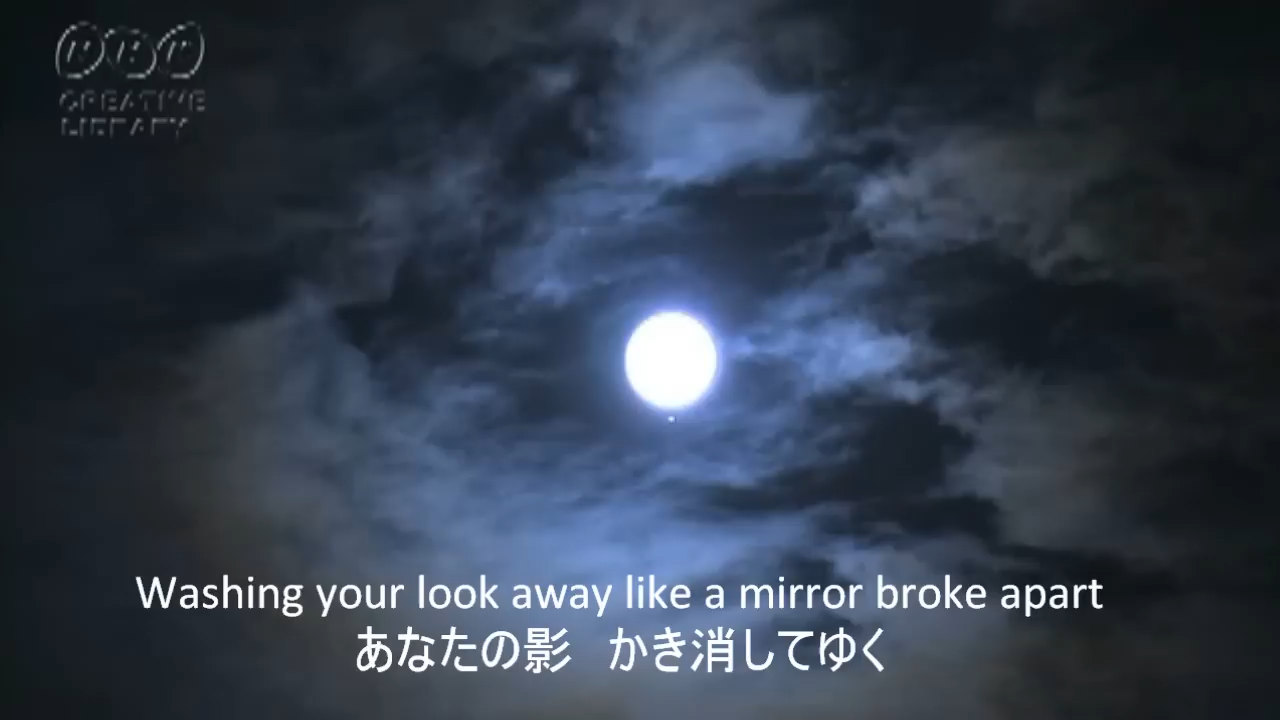 NHK
CREATIVE
LIBRARY
Washing your look away like a mirror broke apart
あなたの影　かき消してゆく